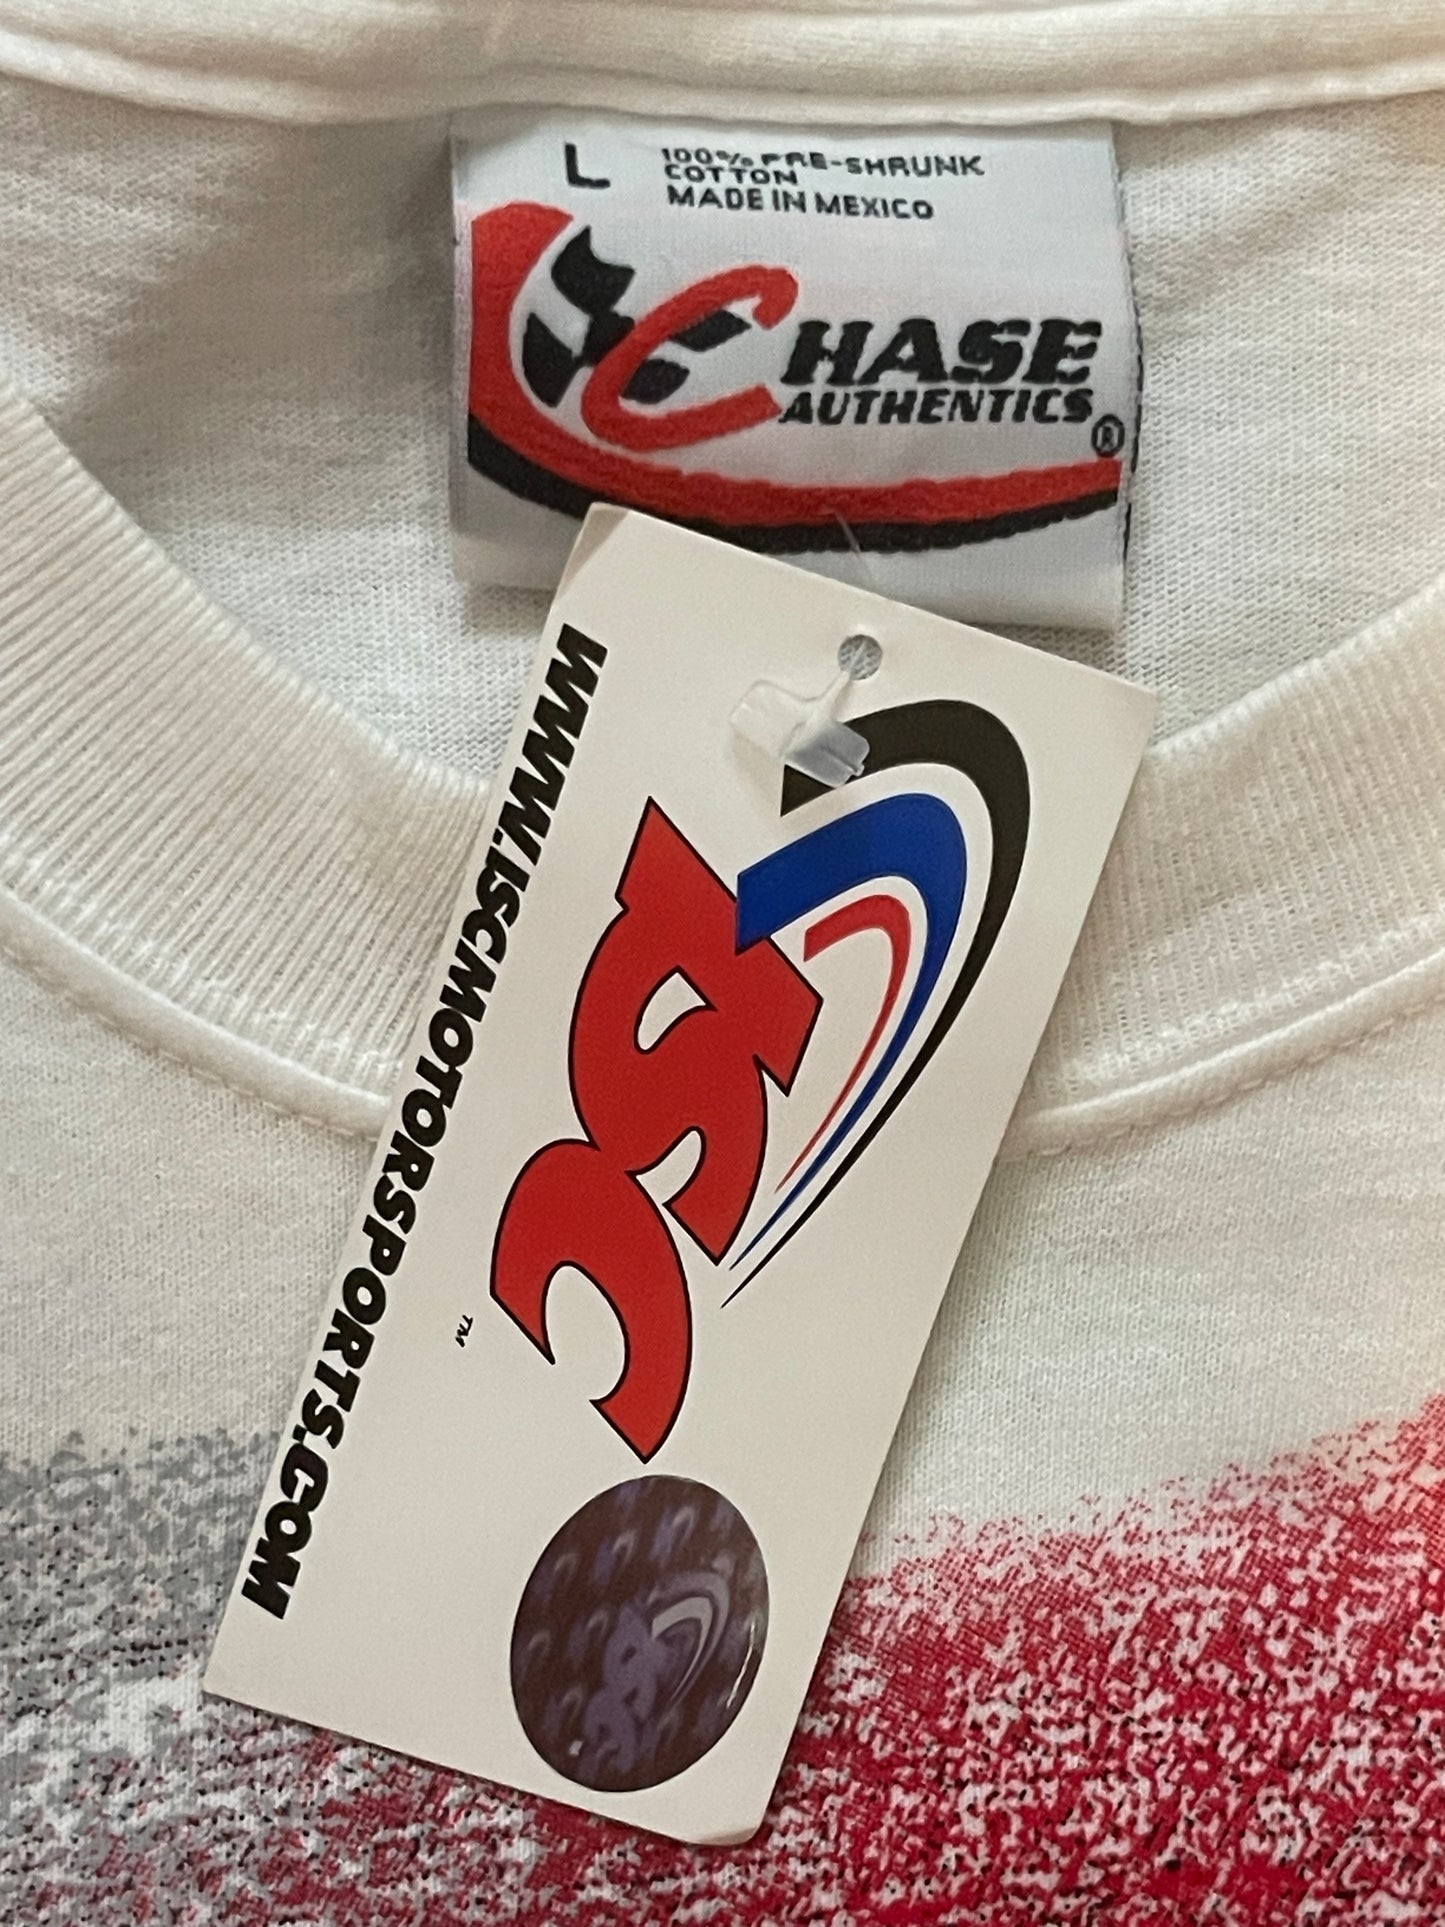 L
100% PRE-SHRUNK
COTTON
MADE IN MEXICO
CHASE
AUTHENTICS®
WWW.ISCMOTORSPORTS.COM
ISC
TM